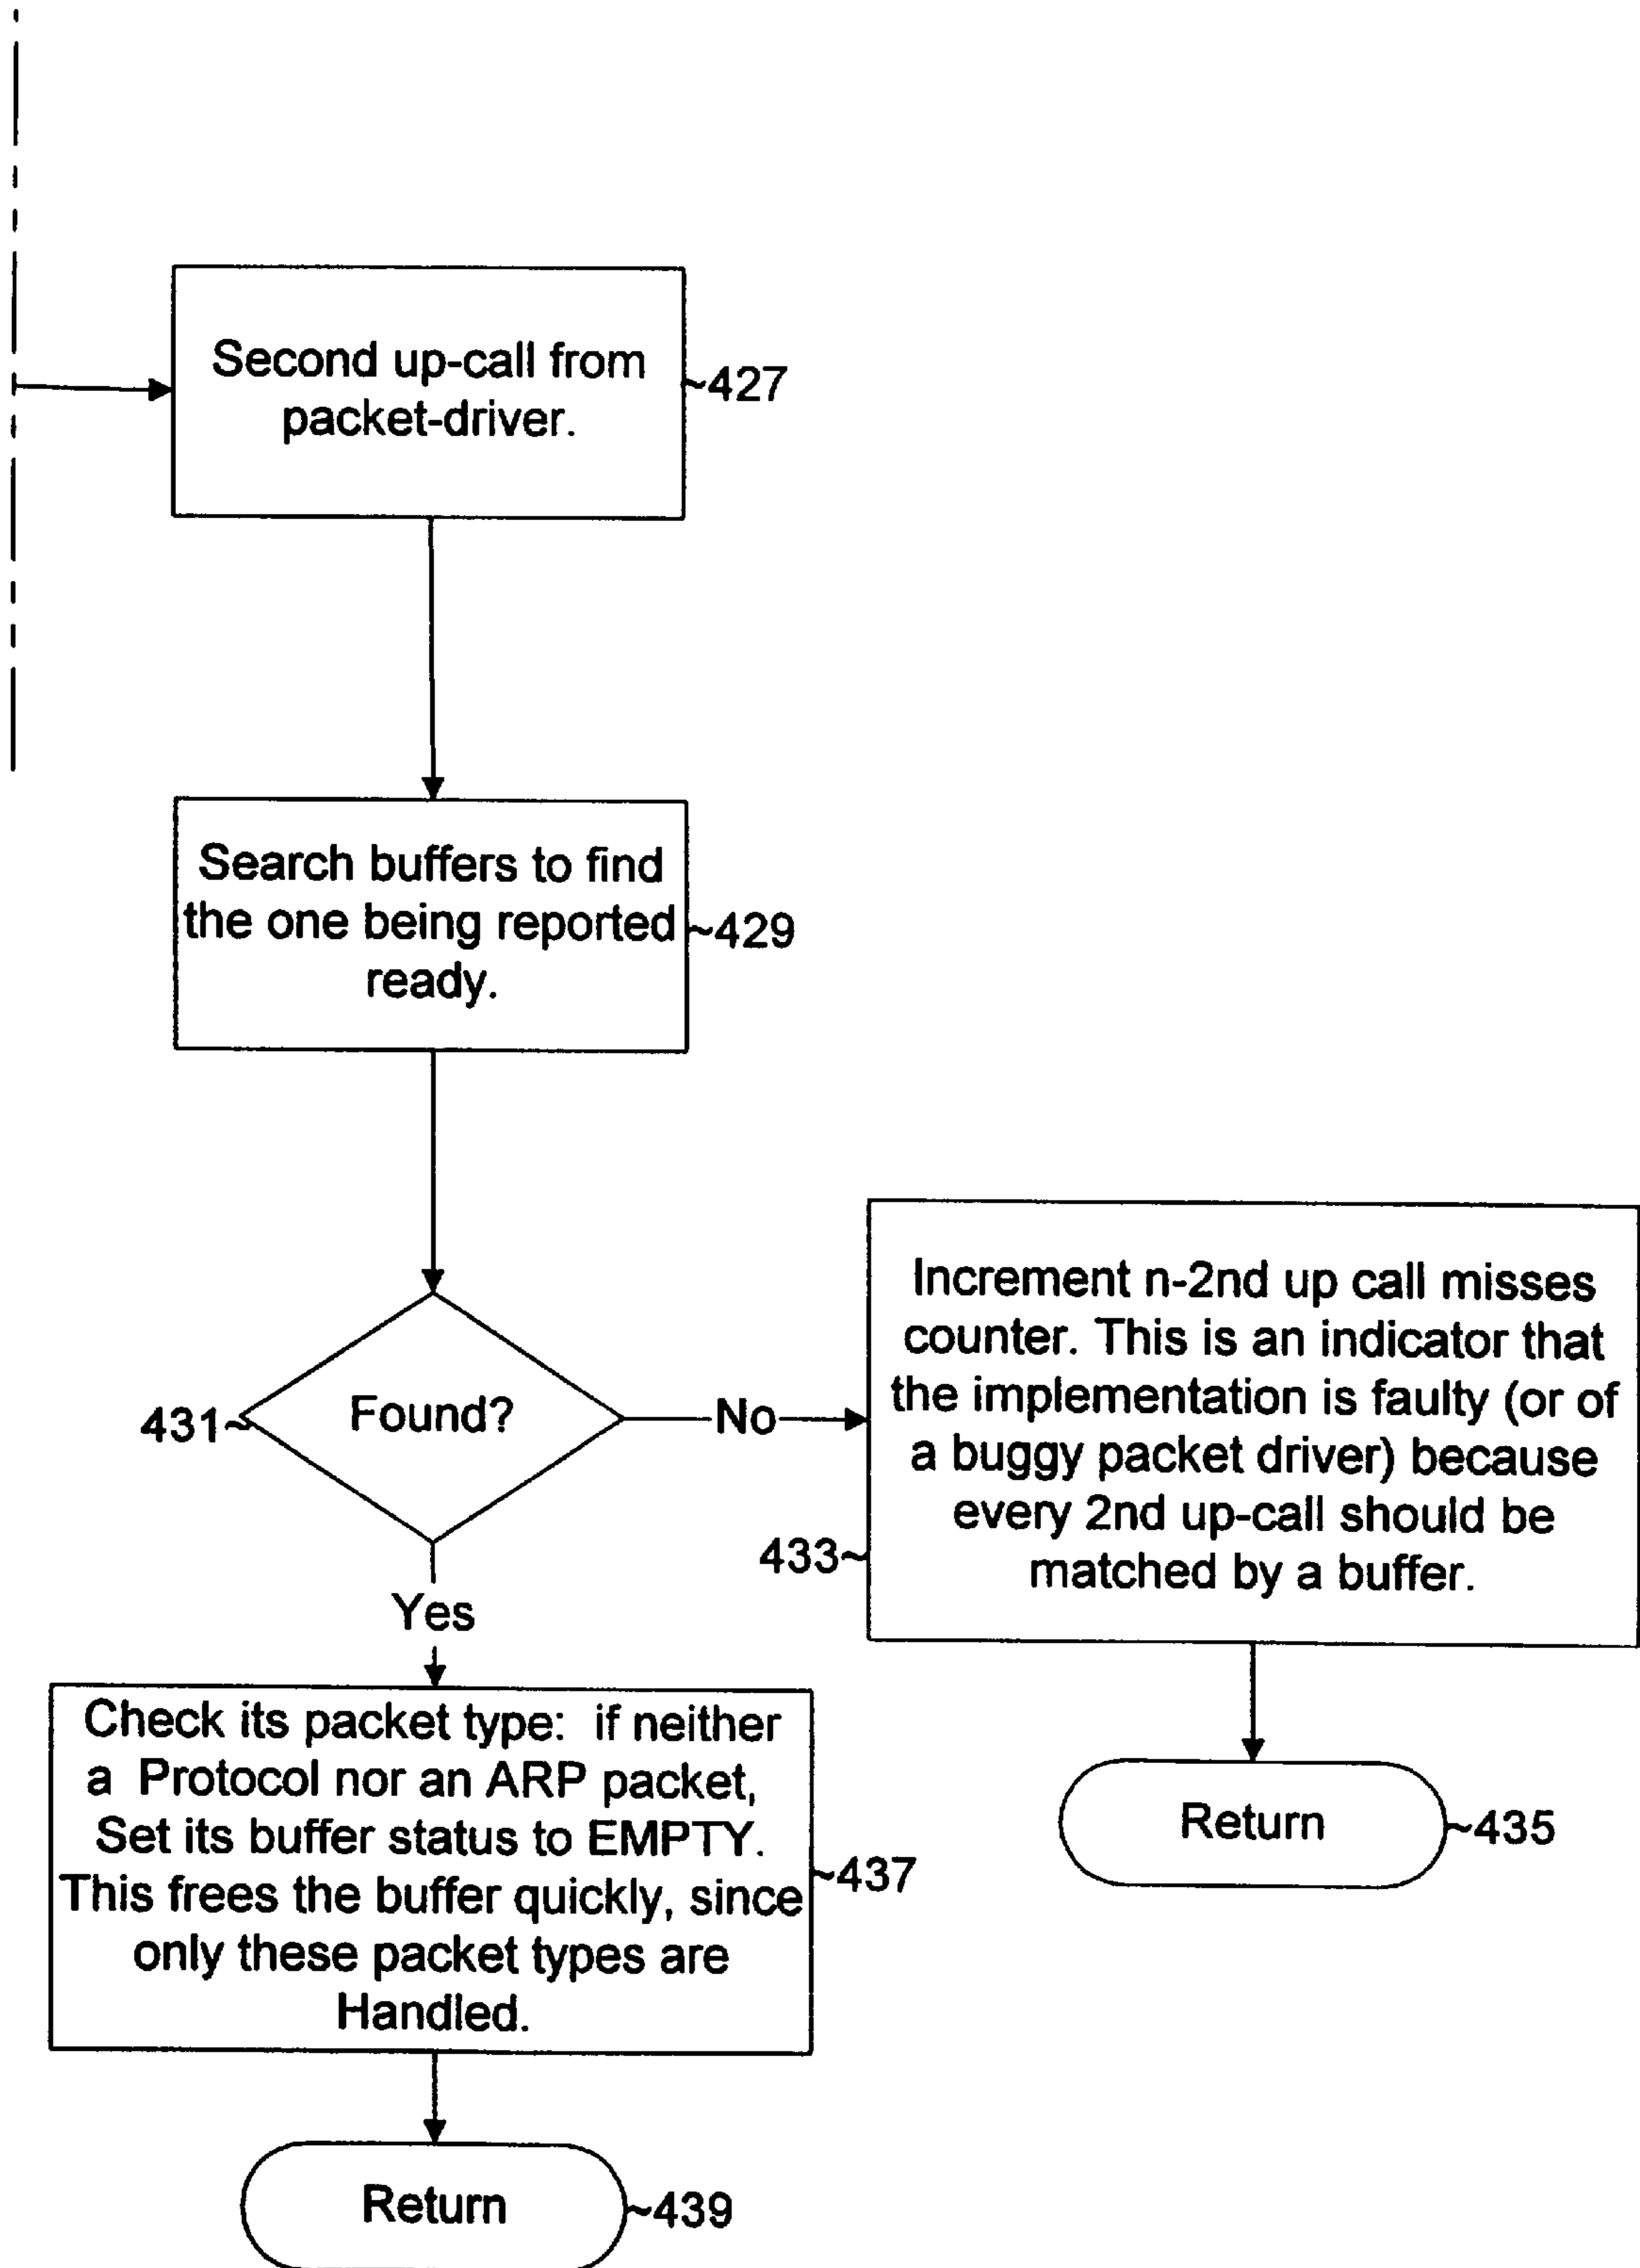 Second up-call from
packet-driver.
~427
Search buffers to find
the one being reported
ready.
~429
Found?
431~
No
Increment n-2nd up call misses
counter. This is an indicator that
the implementation is faulty (or of
a buggy packet driver) because
every 2nd up-call should be
matched by a buffer.
433~
Yes
Check its packet type: if neither
a Protocol nor an ARP packet,
Set its buffer status to EMPTY.
This frees the buffer quickly, since
only these packet types are
Handled.
~437
Return
~435
Return
~439